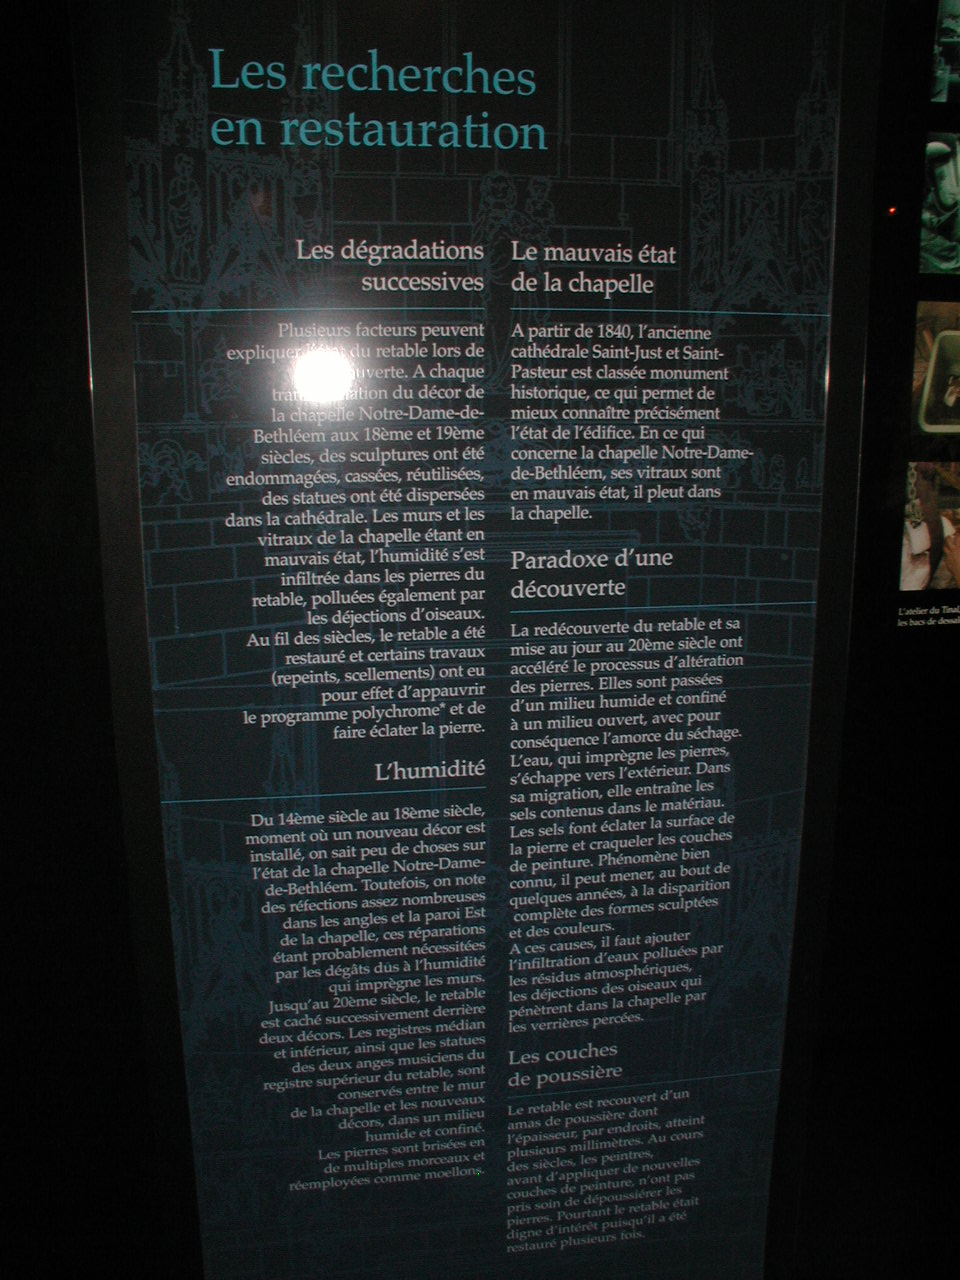 Les recherches
en restauration
Les dégradations
successives
Plusieurs facteurs peuvent
expliquer l'état du retable lors de
A chaque
du décor de
la chapelle Notre-Dame-de-
Bethléem aux 18ème et 19ème
siècles, des sculptures ont été
endommagées, cassées, réutilisées,
des statues ont été dispersées
dans la cathédrale. Les murs et les
vitraux de la chapelle étant en
mauvais état, l'humidité s'est
infiltrée dans les pierres du
retable, polluées également par
les déjections d'oiseaux.
Au fil des siècles, le retable a été
restauré et certains travaux
(repeints, scellements) ont eu
pour effet d'appauvrir
le programme polychrome* et de
faire éclater la pierre.
L'humidité
Du 14ème siècle au 18ème siècle,
moment où un nouveau décor est
installé, on sait peu de choses sur
l'état de la chapelle Notre-Dame-
de-Bethléem. Toutefois, on note
des réfections assez nombreuses
dans les angles et la paroi Est
de la chapelle, ces réparations
étant probablement nécessitées
par les dégâts dus à l'humidité
qui imprègne les murs.
Jusqu'au 20ème siècle, le retable
est caché successivement derrière
deux décors. Les registres médian
et inférieur, ainsi que les statues
des deux anges musiciens du
registre supérieur du retable, sont
conservés entre le mur
de la chapelle et les nouveaux
décors, dans un milieu
humide et confiné.
Les pierres sont brisées en
de multiples morceaux et
réemployées comme moellons.
Le mauvais état
de la chapelle
A partir de 1840, l'ancienne
cathédrale Saint-Just et Saint-
Pasteur est classée monument
historique, ce qui permet de
mieux connaître précisément
l'état de l'édifice. En ce qui
concerne la chapelle Notre-Dame-
de-Bethléem, ses vitraux sont
en mauvais état, il pleut dans
la chapelle.
Paradoxe d'une
découverte
La redécouverte du retable et sa
mise au jour au 20ème siècle ont
accéléré le processus d'altération
des pierres. Elles sont passées
d'un milieu humide et confiné
à un milieu ouvert, avec pour
conséquence l'amorce du séchage.
L'eau, qui imprègne les pierres,
s'échappe vers l'extérieur. Dans
sa migration, elle entraîne les
sels contenus dans le matériau.
Les sels font éclater la surface de
la pierre et craqueler les couches
de peinture. Phénomène bien
connu, il peut mener, au bout de
quelques années, à la disparition
complète des formes sculptées
et des couleurs.
A ces causes, il faut ajouter
l'infiltration d'eaux polluées par
les résidus atmosphériques,
les déjections des oiseaux qui
pénètrent dans la chapelle par
les verrières percées.
Les couches
de poussière
Le retable est recouvert d'un
amas de poussière dont
l'épaisseur, par endroits, atteint
plusieurs millimètres. Au cours
des siècles, les peintres,
avant d'appliquer de nouvelles
couches de peinture, n'ont pas
pris soin de dépoussiérer les
pierres. Pourtant le retable était
digne d'intérêt puisqu'il a été
restauré plusieurs fois.
L'atelier du
les bacs de